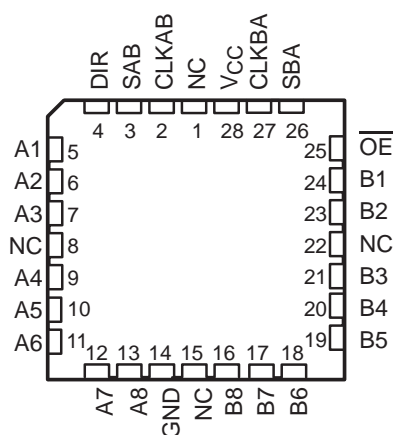 DIR SAB CLKAB NC VCC CLKBA SBA
4 3 2 1 28 27 26
A1 5 25 OE
A2 6 24 B1
A3 7 23 B2
NC 8 22 NC
A4 9 21 B3
A5 10 20 B4
A6 11 19 B5
12 13 14 15 16 17 18
A7 A8 GND NC B8 B7 B6